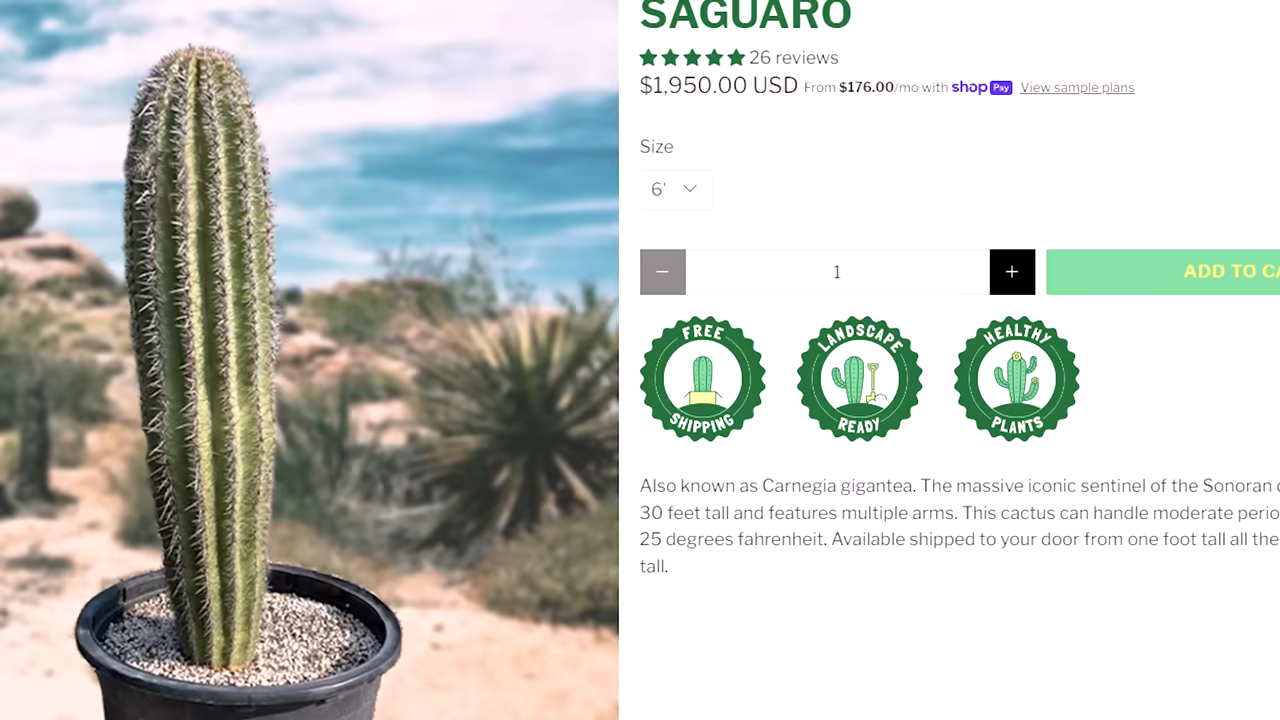 SAGUARO
26 reviews
$1,950.00 USD From $176.00/mo with shop Pay View sample plans
Size
6'
− 1 + ADD TO
FREE SHIPPING
LANDSCAPE READY
HEALTHY PLANTS
Also known as Carnegia gigantea. The massive iconic sentinel of the Sonoran
30 feet tall and features multiple arms. This cactus can handle moderate
25 degrees fahrenheit. Available shipped to your door from one foot tall all the
tall.